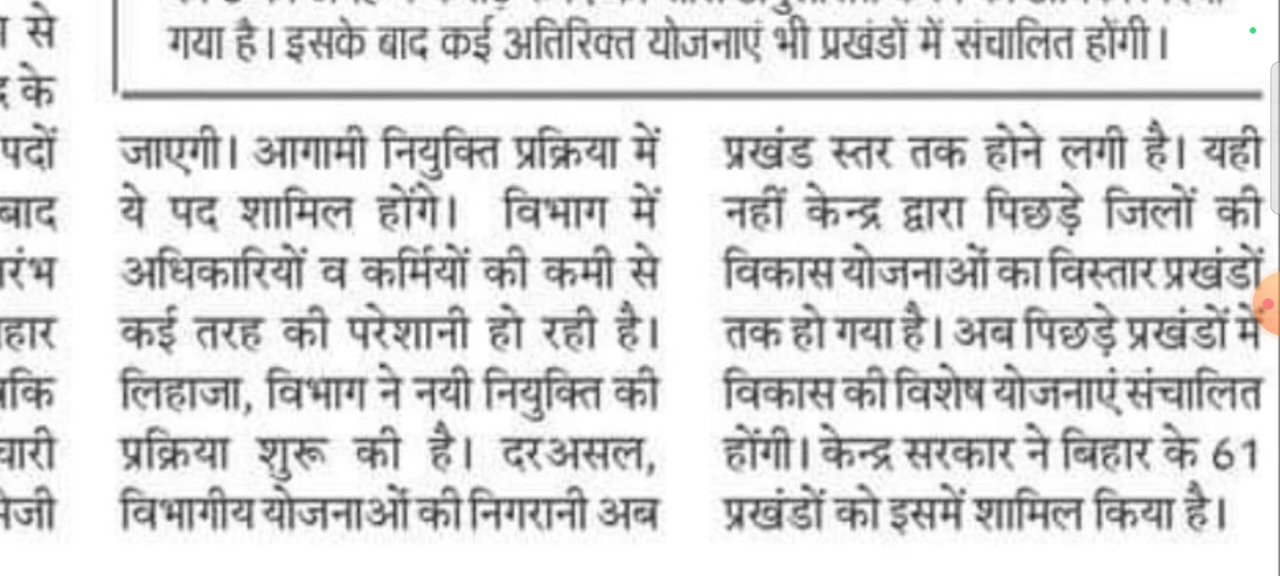 गया है। इसके बाद कई अतिरिक्त योजनाएं भी प्रखंडों में संचालित होंगी।
से
के
पदों
बाद
हार
जाएगी। आगामी नियुक्ति प्रक्रिया में
ये पद शामिल होंगे। विभाग में
अधिकारियों व कर्मियों की कमी से
कई तरह की परेशानी हो रही है।
लिहाजा, विभाग ने नयी नियुक्ति की
प्रक्रिया शुरू की है। दरअसल,
विभागीय योजनाओं की निगरानी अब
प्रखंड स्तर तक होने लगी है। यही
नहीं केन्द्र द्वारा पिछड़े जिलों की
विकास योजनाओं का विस्तार प्रखंडों
तक हो गया है। अब पिछड़े प्रखंडों में
विकास की विशेष योजनाएं संचालित
होंगी। केन्द्र सरकार ने बिहार के 61
प्रखंडों को इसमें शामिल किया है।